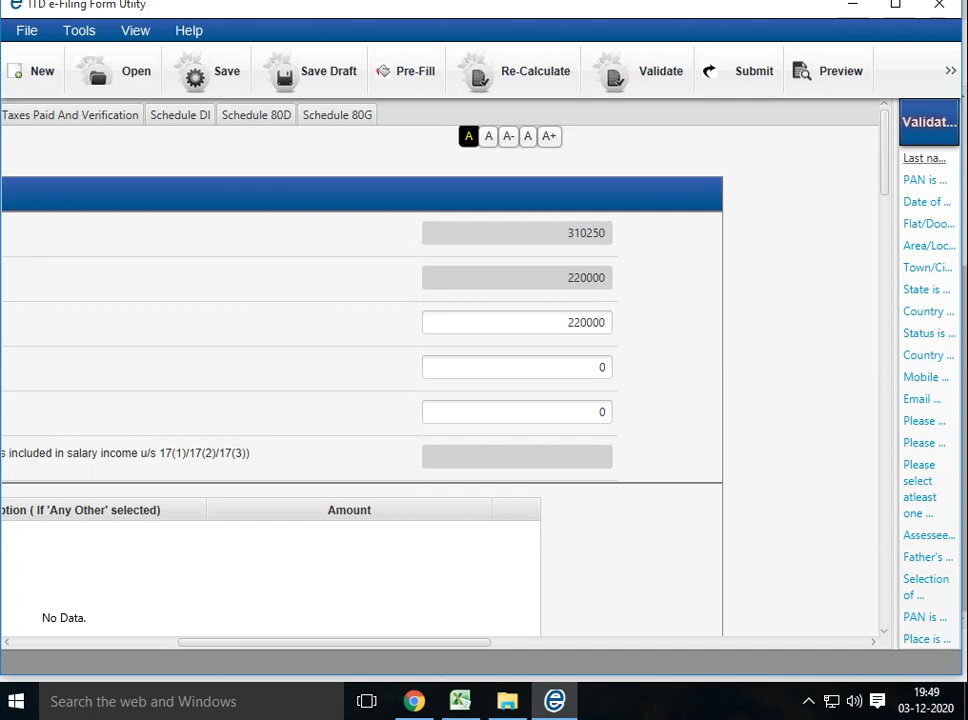 ITD e-Filing Form Utility
File Tools View Help
New Open Save Save Draft Pre-Fill Re-Calculate Validate Submit Preview >>
Taxes Paid And Verification Schedule DI Schedule 80D Schedule 80G
A A A- A A+
310250
220000
220000
0
0
s included in salary income u/s 17(1)/17(2)/17(3))
ption ( If 'Any Other' selected) Amount
No Data.
Validat...
Last na...
PAN is ...
Date of ...
Flat/Doo...
Area/Loc...
Town/Ci...
State is ...
Country ...
Status is ...
Country ...
Mobile ...
Email ...
Please ...
Please ...
Please
select
atleast
one ...
Assessee...
Father's ...
Selection
of ...
PAN is ...
Place is ...
Search the web and Windows
19:49
03-12-2020